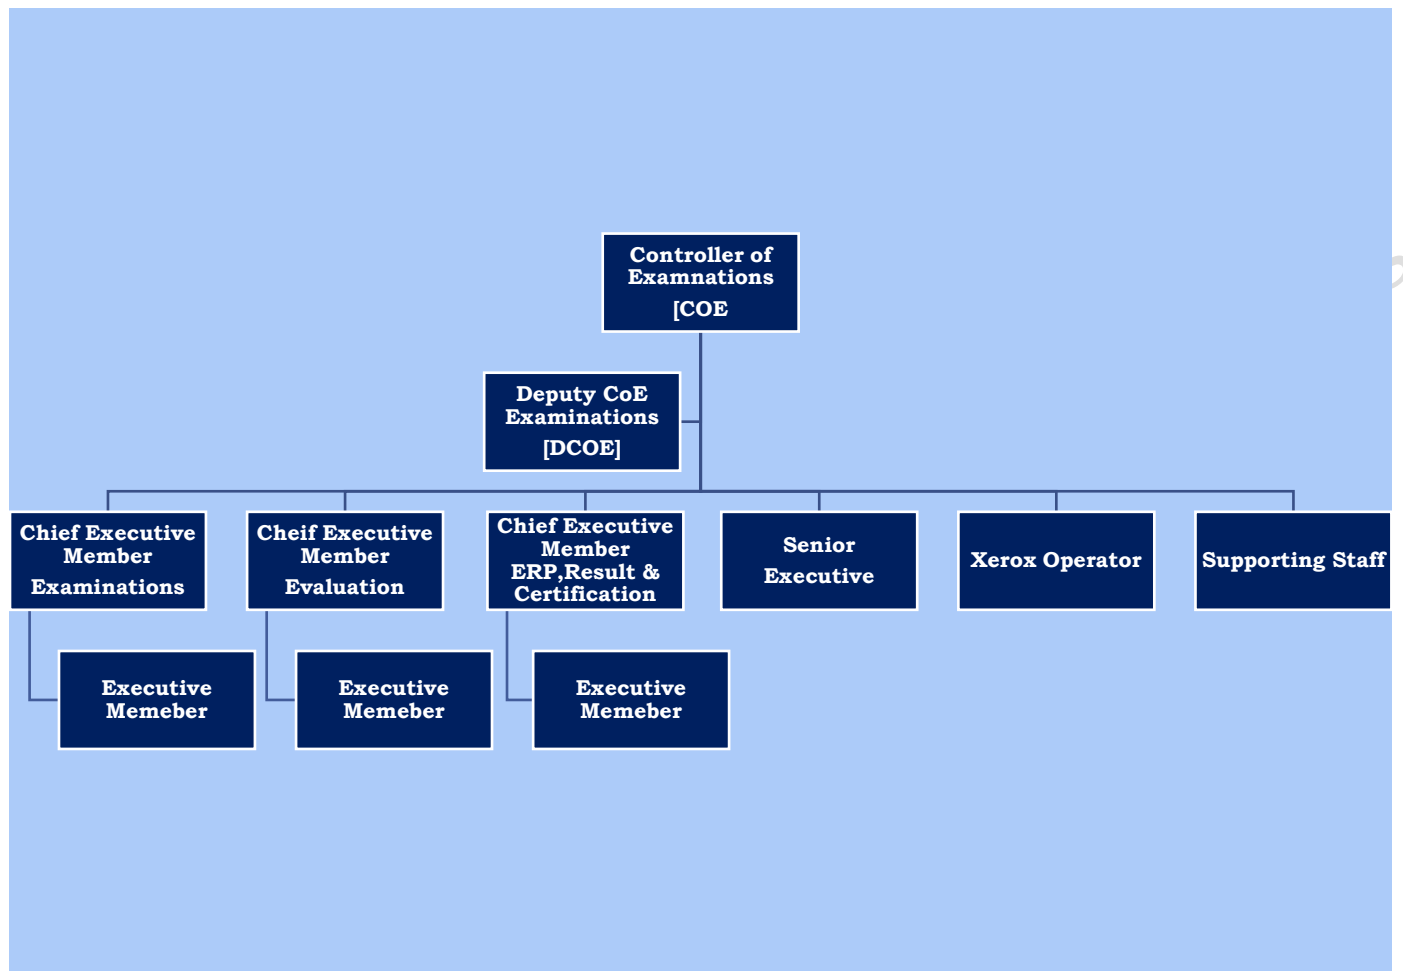 Controller of
Examnations
[COE
Deputy CoE
Examinations
[DCOE]
Chief Executive
Member
Examinations
Cheif Executive
Member
Evaluation
Chief Executive
Member
ERP,Result &
Certification
Senior
Executive
Xerox Operator
Supporting Staff
Executive
Memeber
Executive
Memeber
Executive
Memeber